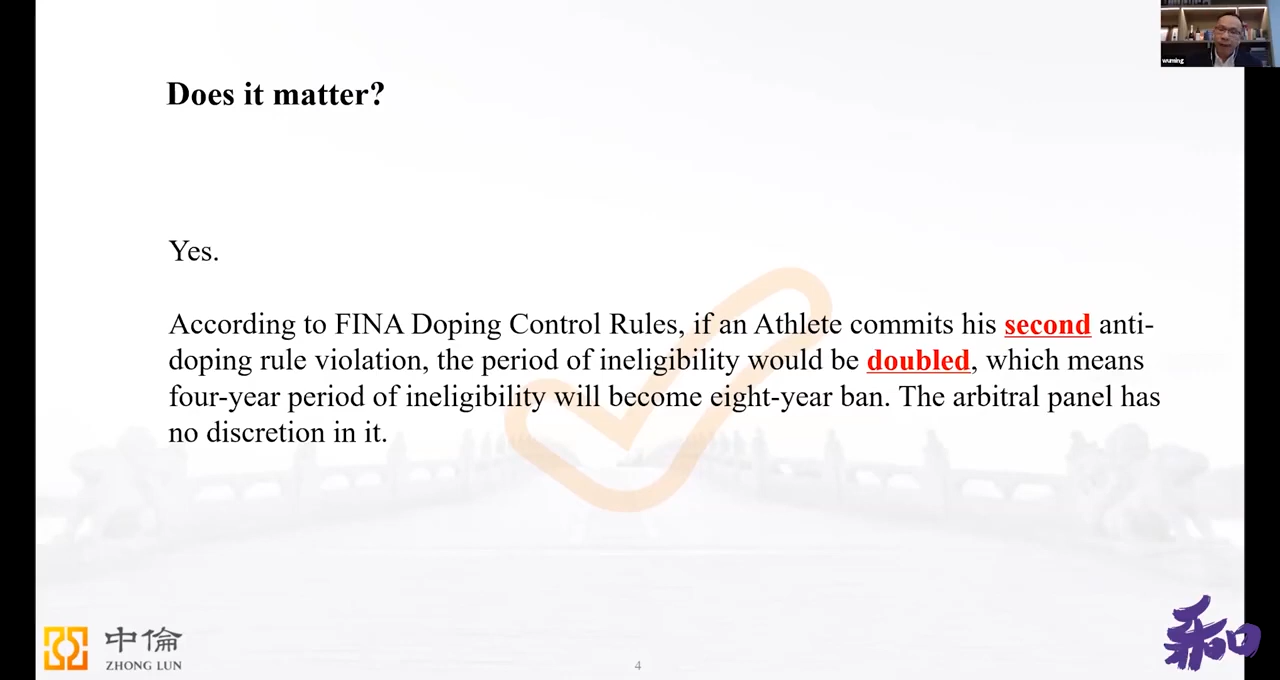 wuming
Does it matter?
Yes.
According to FINA Doping Control Rules, if an Athlete commits his second anti-
doping rule violation, the period of ineligibility would be doubled, which means
four-year period of ineligibility will become eight-year ban. The arbitral panel has
no discretion in it.
中倫
ZHONG LUN
4
和